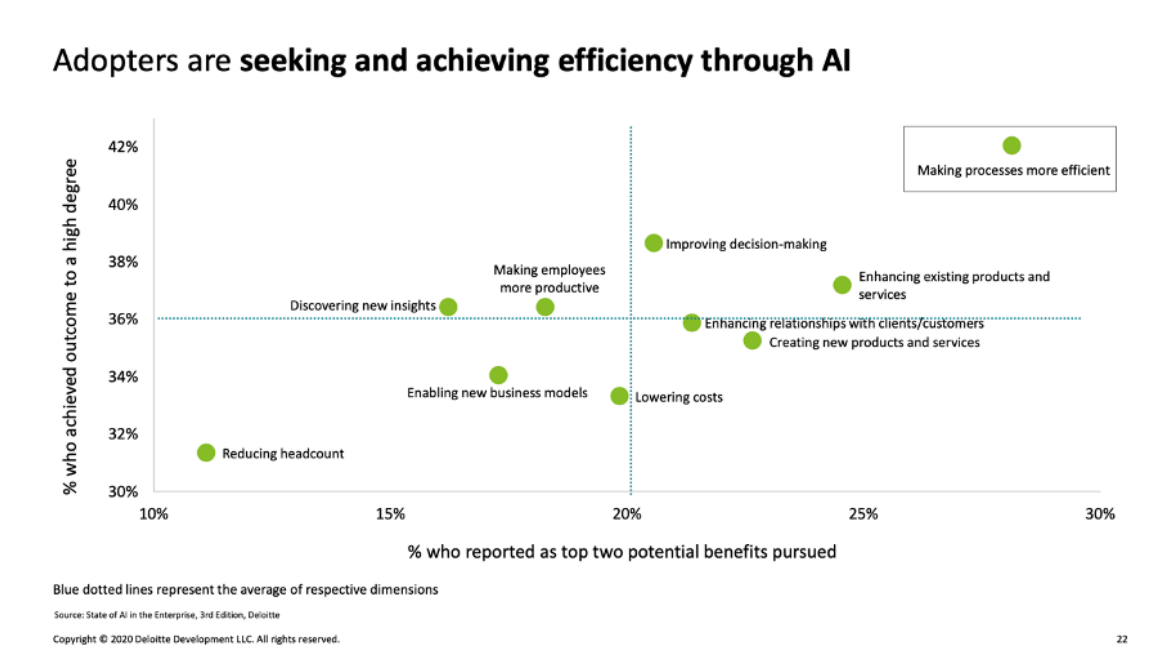 Adopters are seeking and achieving efficiency through AI
% who achieved outcome to a high degree
42%
40%
38%
36%
34%
32%
30%
Making processes more efficient
Improving decision-making
Enhancing existing products and
services
Making employees
more productive
Discovering new insights
Enhancing relationships with clients/customers
Creating new products and services
Enabling new business models
Lowering costs
Reducing headcount
10%
15%
20%
25%
30%
% who reported as top two potential benefits pursued
Blue dotted lines represent the average of respective dimensions
Source: State of AI in the Enterprise, 3rd Edition, Deloitte
Copyright © 2020 Deloitte Development LLC. All rights reserved.
22